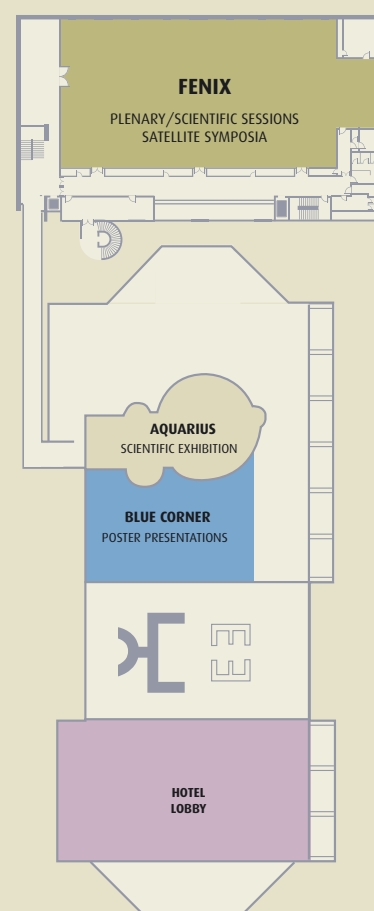 FENIX
PLENARY/SCIENTIFIC SESSIONS
SATELLITE SYMPOSIA
AQUARIUS
SCIENTIFIC EXHIBITION
BLUE CORNER
POSTER PRESENTATIONS
HOTEL
LOBBY